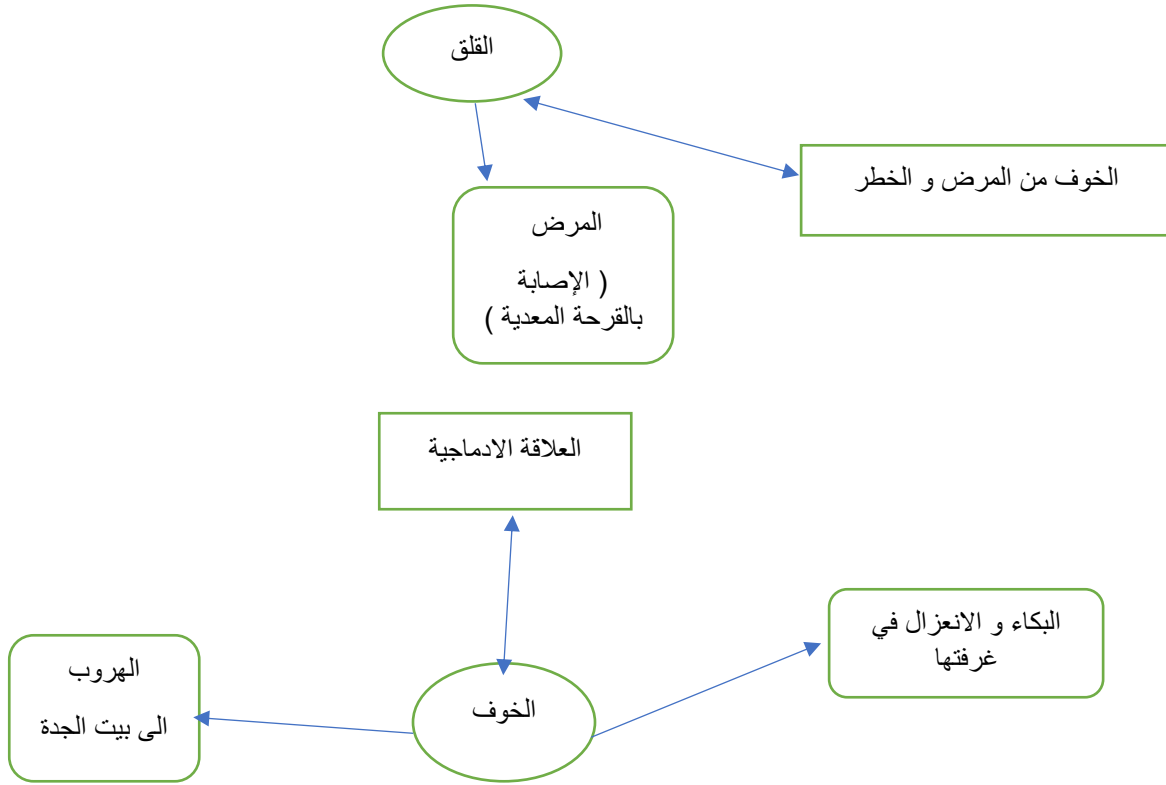 القلق
الخوف من المرض و الخطر
المرض
( الإصابة
بالقرحة المعدية )
العلاقة الادماجية
البكاء و الانعزال في
غرفتها
الهروب
الى بيت الجدة
الخوف